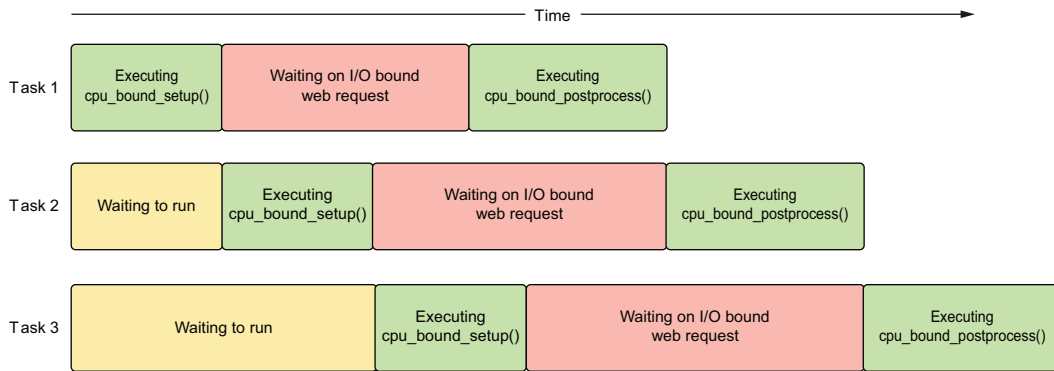 Time
Task 1
Executing
cpu_bound_setup()
Waiting on I/O bound
web request
Executing
cpu_bound_postprocess()
Task 2
Waiting to run
Executing
cpu_bound_setup()
Waiting on I/O bound
web request
Executing
cpu_bound_postprocess()
Task 3
Waiting to run
Executing
cpu_bound_setup()
Waiting on I/O bound
web request
Executing
cpu_bound_postprocess()